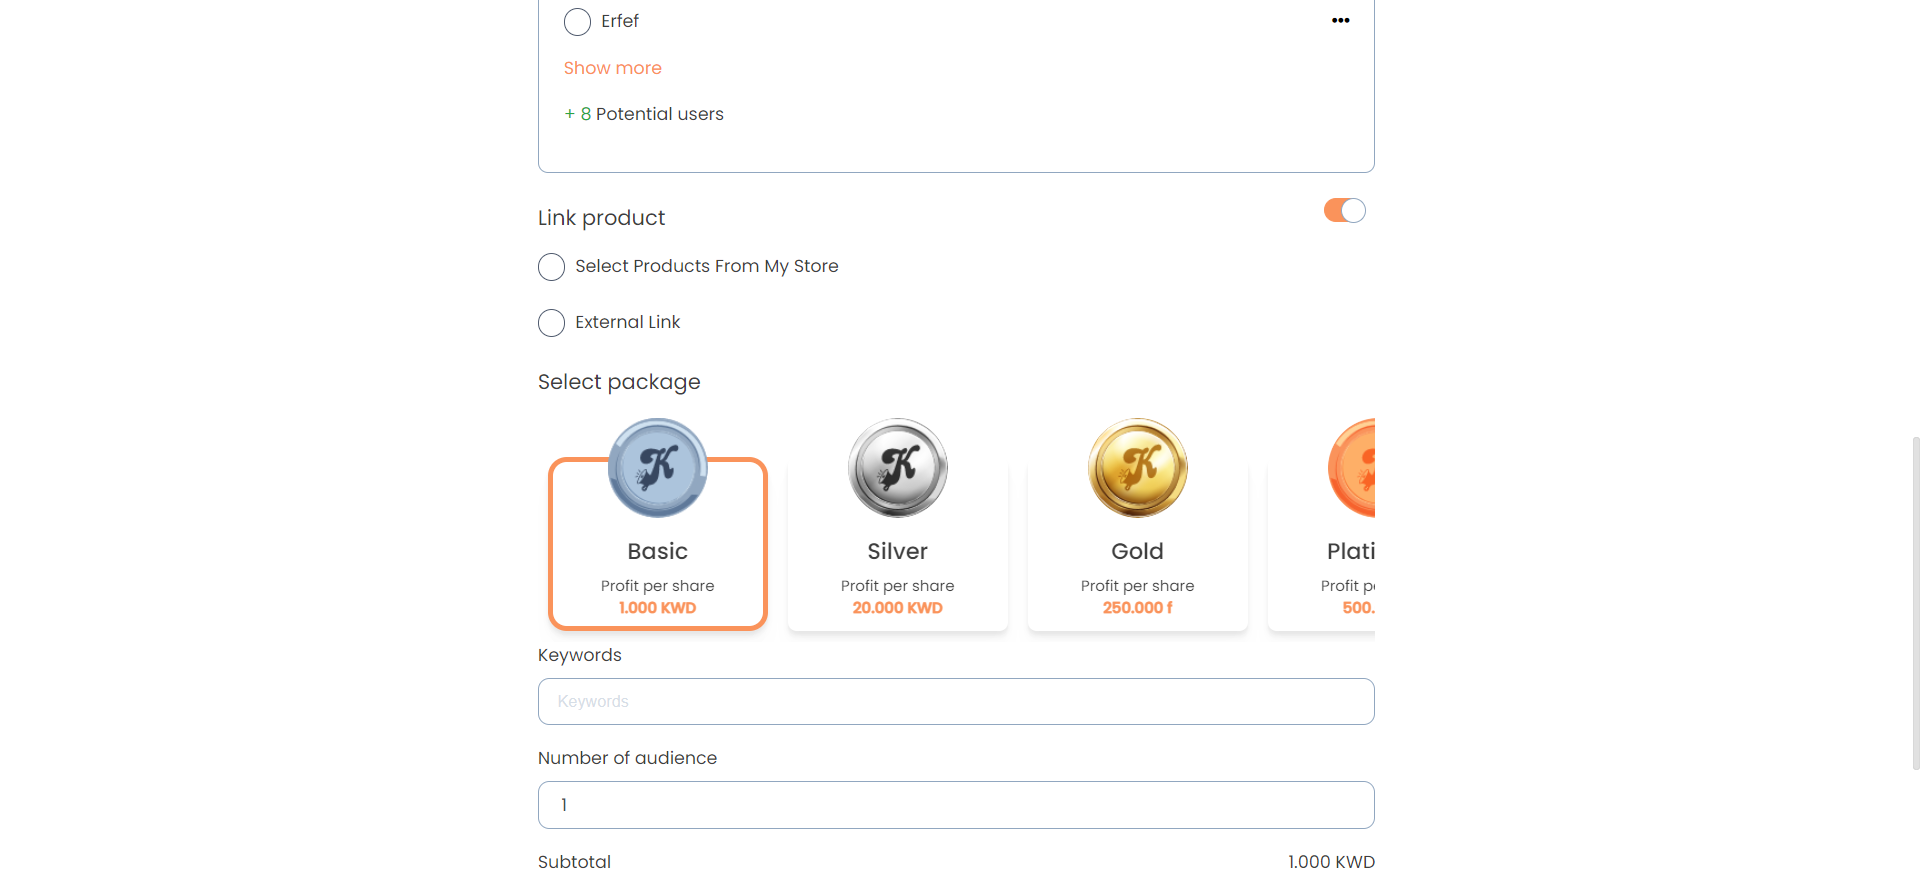 Erfef
Show more
+ 8 Potential users
Link product
Select Products From My Store
External Link
Select package
K K K
Basic Silver Gold Plati
Profit per share Profit per share Profit per share Profit p
1.000 KWD 20.000 KWD 250.000 f 500.
Keywords
Keywords
Number of audience
1
Subtotal 1.000 KWD